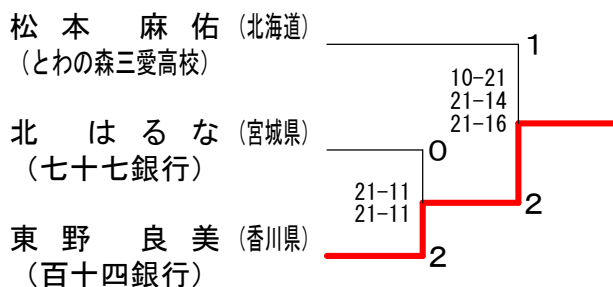 松本 麻佑 (北海道)
(とわの森三愛高校)
1
10-21
21-14
21-16
北 はるな (宮城県)
(七十七銀行)
0
21-11
21-11
2
東野 良美 (香川県)
(百十四銀行)
2